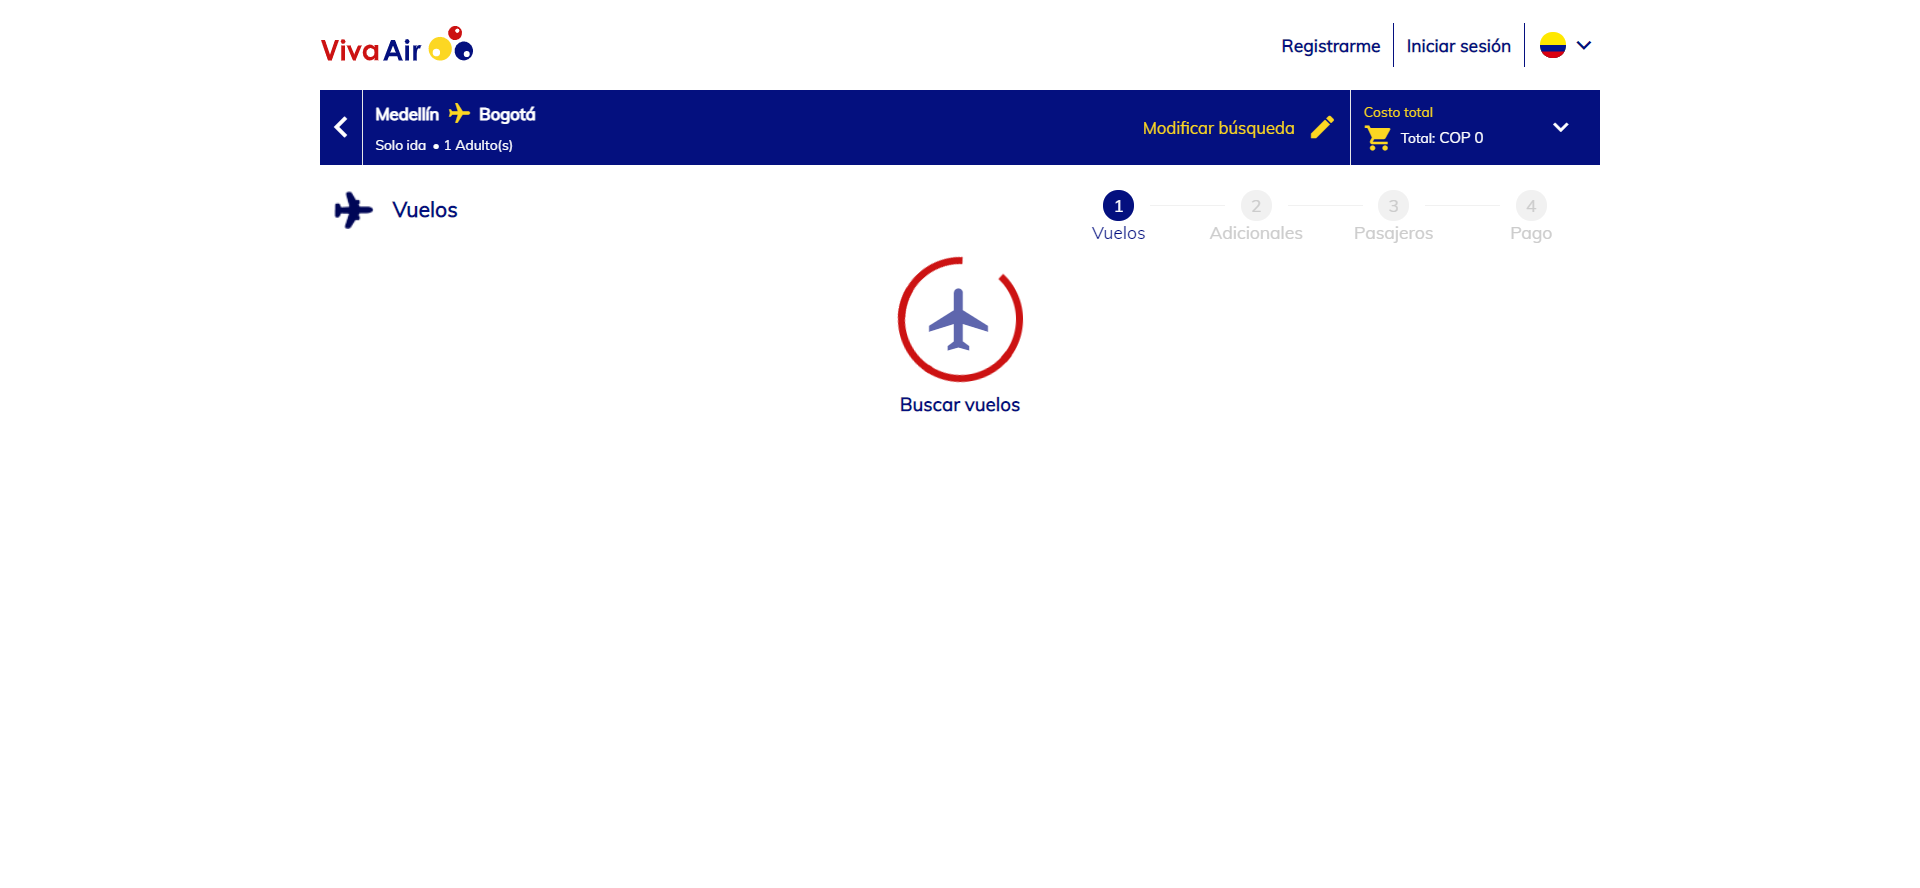 Viva Air
Registrarme
Iniciar sesión
Medellín Bogotá
Solo ida • 1 Adulto(s)
Modificar búsqueda
Costo total
Total: COP 0
Vuelos
1 2 3 4
Vuelos Adicionales Pasajeros Pago
Buscar vuelos